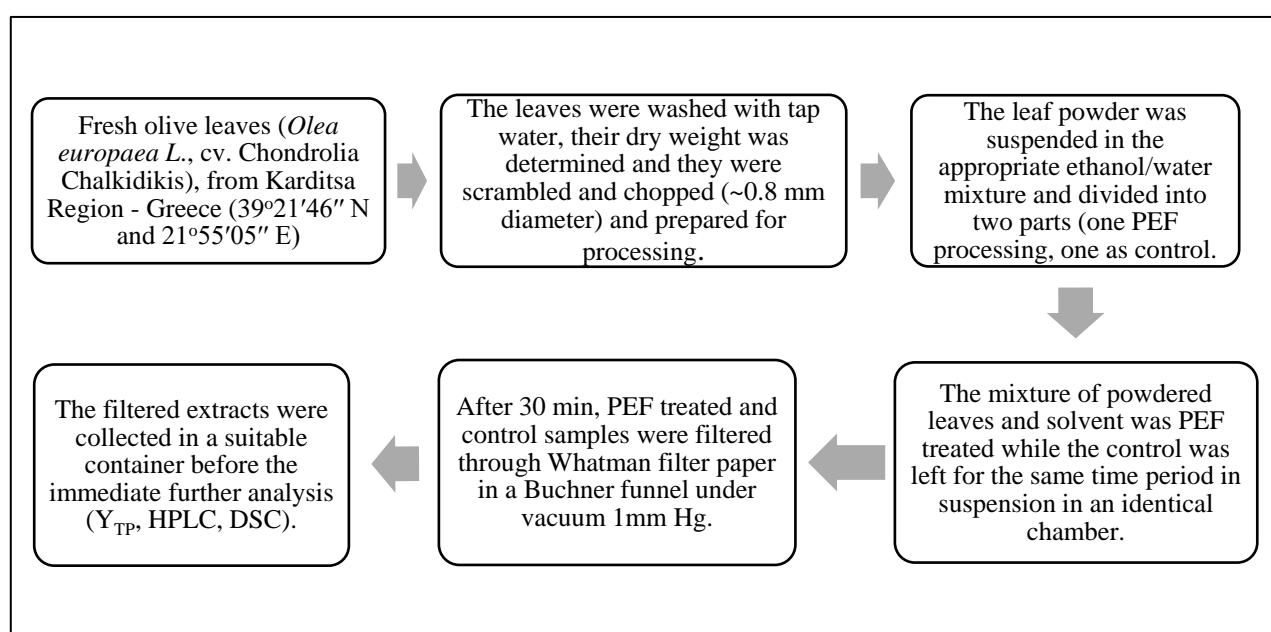 Fresh olive leaves (Olea
europaea L., cv. Chondrolia
Chalkidikis), from Karditsa
Region - Greece (39º21′46″ N
and 21º55′05″ E)
The leaves were washed with tap
water, their dry weight was
determined and they were
scrambled and chopped (~0.8 mm
diameter) and prepared for
processing.
The leaf powder was
suspended in the
appropriate ethanol/water
mixture and divided into
two parts (one PEF
processing, one as control.
The mixture of powdered
leaves and solvent was PEF
treated while the control was
left for the same time period in
suspension in an identical
chamber.
After 30 min, PEF treated and
control samples were filtered
through Whatman filter paper
in a Buchner funnel under
vacuum 1mm Hg.
The filtered extracts were
collected in a suitable
container before the
immediate further analysis
(YTP, HPLC, DSC).